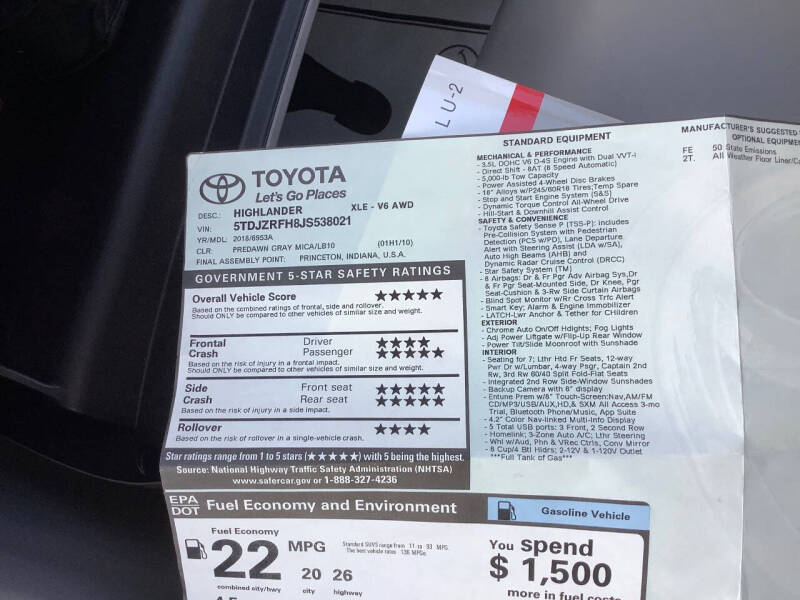 LU-2
TOYOTA
Let's Go Places
DESC: HIGHLANDER XLE - V6 AWD
VIN: 5TDJZRFH8JS538021
YR/MDL: 2018/6953A
CLR: PREDAWN GRAY MICA/LB10 (01H1/10)
FINAL ASSEMBLY POINT: PRINCETON, INDIANA, U.S.A.
GOVERNMENT 5-STAR SAFETY RATINGS
Overall Vehicle Score ★★★★★
Based on the combined ratings of frontal, side and rollover.
Should ONLY be compared to other vehicles of similar size and weight.
Frontal Driver ★★★★
Crash Passenger ★★★★★
Based on the risk of injury in a frontal impact.
Should ONLY be compared to other vehicles of similar size and weight.
Side Front seat ★★★★★
Crash Rear seat ★★★★★
Based on the risk of injury in a side impact.
Rollover ★★★★
Based on the risk of rollover in a single-vehicle crash.
Star ratings range from 1 to 5 stars (★★★★★) with 5 being the highest.
Source: National Highway Traffic Safety Administration (NHTSA)
www.safercar.gov or 1-888-327-4236
STANDARD EQUIPMENT
MECHANICAL & PERFORMANCE
- 3.5L DOHC V6 D-4S Engine with Dual VVT-i
- Direct Shift - 8AT (8 Speed Automatic)
- 5,000-lb Tow Capacity
- Power Assisted 4-Wheel Disc Brakes
- 18" Alloys w/P245/60R18 Tires;Temp Spare
- Stop and Start Engine System (S&S)
- Dynamic Torque Control All-Wheel Drive
- Hill-Start & Downhill Assist Control
SAFETY & CONVENIENCE
- Toyota Safety Sense P (TSS-P): includes
Pre-Collision System with Pedestrian
Detection (PCS w/PD), Lane Departure
Alert with Steering Assist (LDA w/SA),
Auto High Beams (AHB) and
Dynamic Radar Cruise Control (DRCC)
- Star Safety System (TM)
- 8 Airbags: Dr & Fr Pgr Adv Airbag Sys,Dr
& Fr Pgr Seat-Mounted Side, Dr Knee, Pgr
Seat-Cushion & 3-Rw Side Curtain Airbags
- Blind Spot Monitor w/Rr Cross Trfc Alert
- Smart Key; Alarm & Engine Immobilizer
- LATCH-Lwr Anchor & Tether for CHildren
EXTERIOR
- Chrome Auto On/Off Hdlghts; Fog Lights
- Adj Power Liftgate w/Flip-Up Rear Window
- Power Tilt/Slide Moonroof with Sunshade
INTERIOR
- Seating for 7; Lthr Htd Fr Seats, 12-way
Pwr Dr w/Lumbar, 4-way Psgr, Captain 2nd
Rw, 3rd Rw 60/40 Split Fold-Flat Seats
- Integrated 2nd Row Side-Window Sunshades
- Backup Camera with 8" display
- Entune Prem w/8" Touch-Screen:Nav,AM/FM
CD/MP3/USB/AUX,HD,& SXM All Access 3-mo
Trial, Bluetooth Phone/Music, App Suite
- 4.2" Color Nav-linked Multi-Info Display
- 5 Total USB ports: 3 Front, 2 Second Row
- Homelink; 3-Zone Auto A/C; Lthr Steering
- Whl w/Aud, Phn & VRec Ctrls, Conv Mirror
- 8 Cup/4 Btl Hldrs; 2-12V & 1-120V Outlet
***Full Tank of Gas***
MANUFACTURER'S SUGGESTED
OPTIONAL EQUIPME
FE 50 State Emissions
2T. All Weather Floor Liner/Ca
EPA
DOT Fuel Economy and Environment
Gasoline Vehicle
Fuel Economy
22 MPG
Standard SUVs range from 11 to 93 MPG.
The best vehicle rates 136 MPGe.
combined city/hwy
20 city
26 highway
You spend
$1,500
more in fuel costs